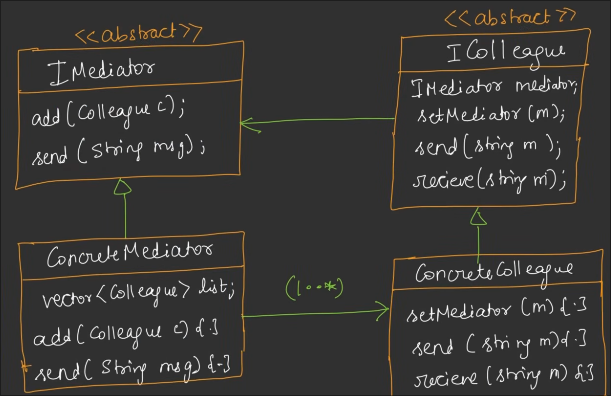 <<abstract>>
IMediator
add(Colleague c);
send(String msg);
<<abstract>>
IColleague
IMediator mediator;
setMediator(m);
send(string m);
recieve(string m);
ConcreteMediator
vector<Colleague> list;
add(Colleague c){.}
send(String msg){.}
(1..*)
ConcreteColleague
setMediator(m){.}
send(string m){.}
recieve(string m){.}